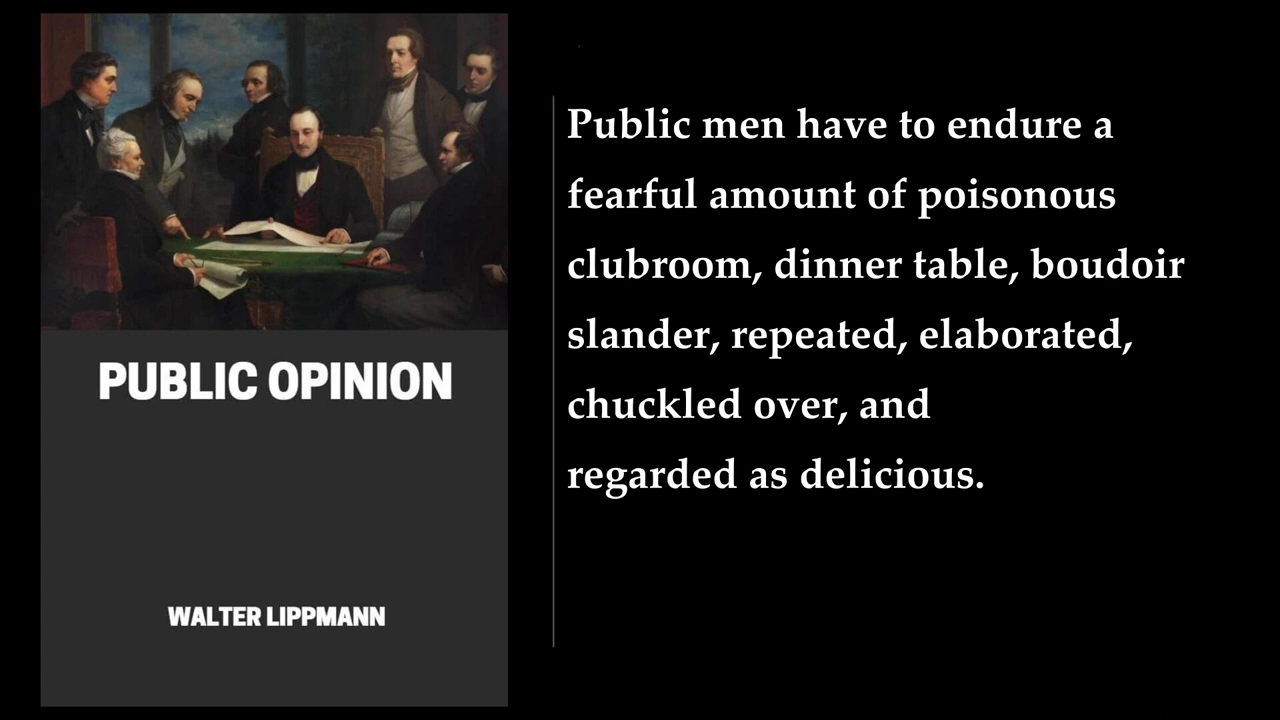 PUBLIC OPINION
WALTER LIPPMANN
Public men have to endure a
fearful amount of poisonous
clubroom, dinner table, boudoir
slander, repeated, elaborated,
chuckled over, and
regarded as delicious.